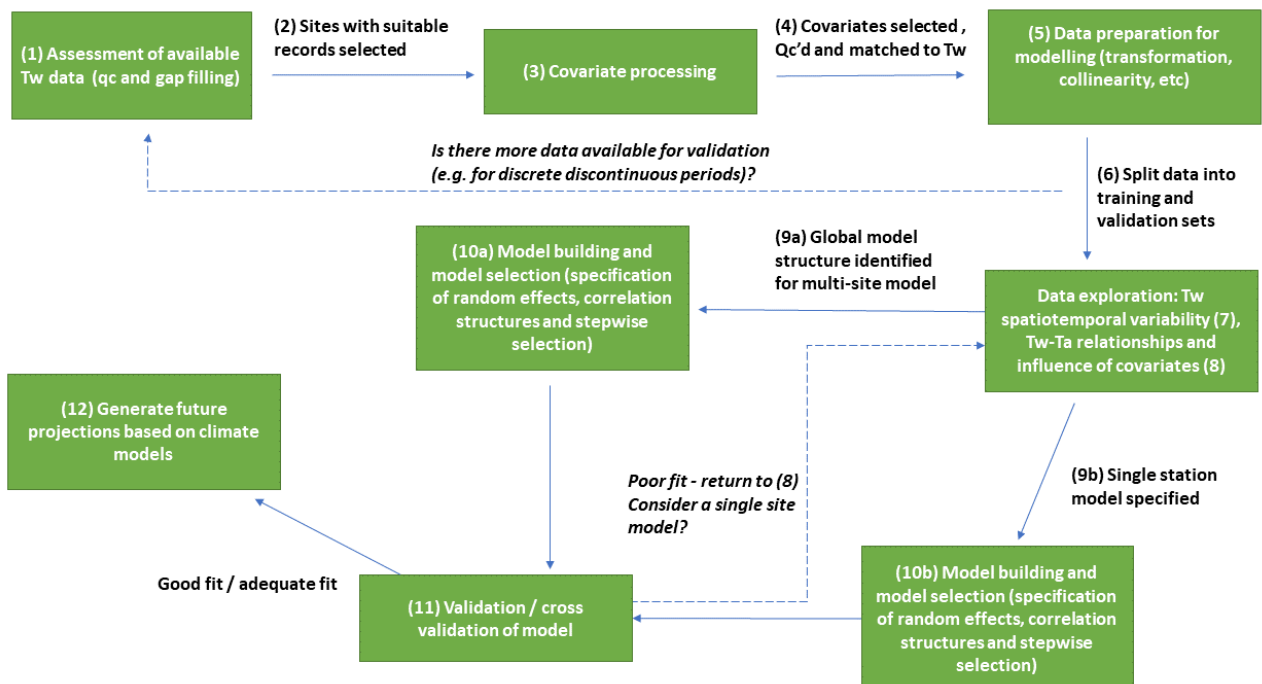 (1) Assessment of available
Tw data  (qc and gap filling)
(2) Sites with suitable
records selected
(3) Covariate processing
(4) Covariates selected ,
Qc’d and matched to Tw
(5) Data preparation for
modelling (transformation,
collinearity, etc)
Is there more data available for validation
(e.g. for discrete discontinuous periods)?
(6) Split data into
training and
validation sets
(10a) Model building and
model selection (specification
of random effects, correlation
structures and stepwise
selection)
(9a) Global model
structure identified
for multi-site model
Data exploration: Tw
spatiotemporal variability (7),
Tw-Ta relationships and
influence of covariates (8)
(12) Generate future
projections based on climate
models
Poor fit - return to (8)
Consider a single site
model?
(9b) Single station
model specified
Good fit / adequate fit
(11) Validation / cross
validation of model
(10b) Model building and
model selection (specification
of random effects, correlation
structures and stepwise
selection)